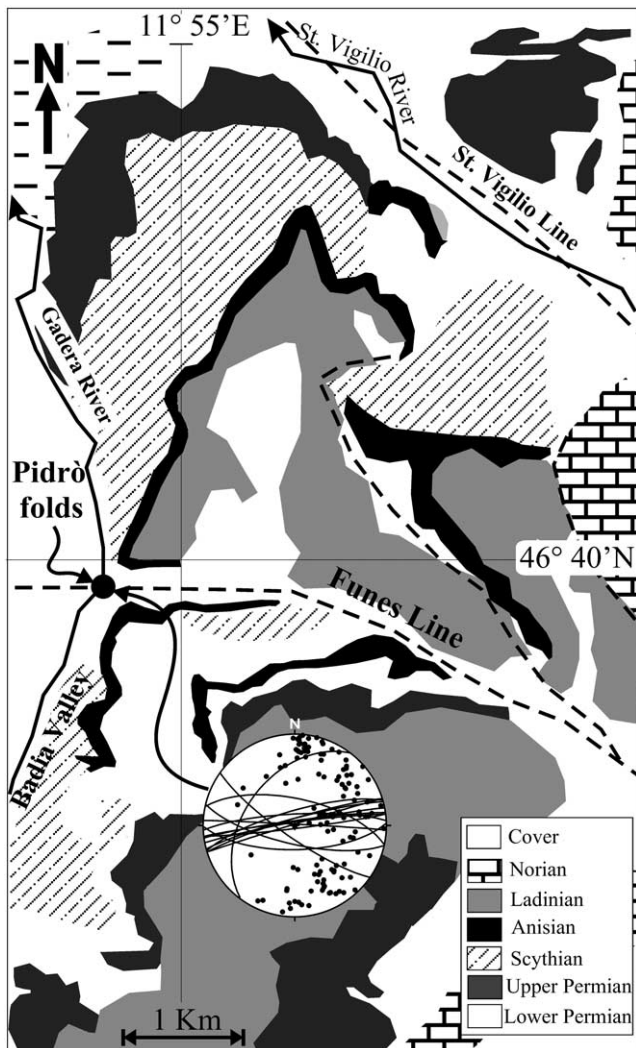 11° 55’E
N
St. Vigilio River
St. Vigilio Line
Gadera River
Pidrò
folds
46° 40’N
Funes Line
Badia Valley
N
Cover
Norian
Ladinian
Anisian
Scythian
Upper Permian
Lower Permian
1 Km